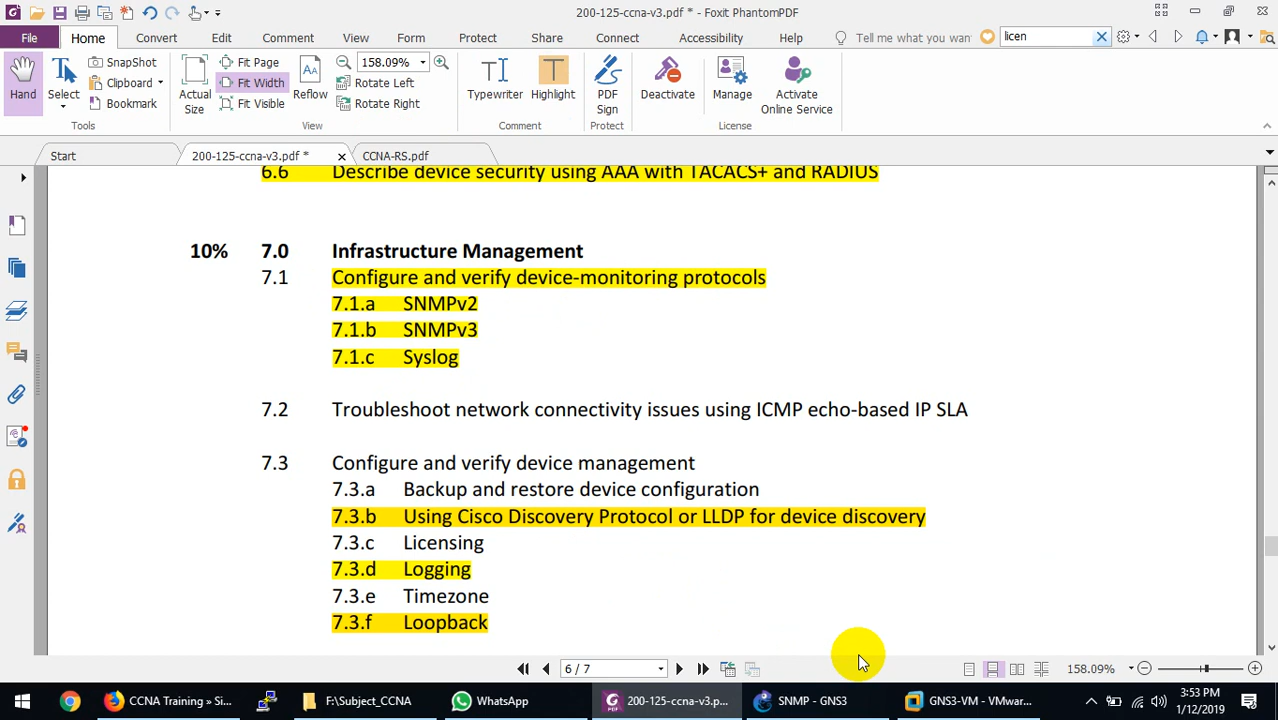 200-125-ccna-v3.pdf * - Foxit PhantomPDF
File Home Convert Edit Comment View Form Protect Share Connect Accessibility Help Tell me what you want licen
Hand
Select
SnapShot
Clipboard
Bookmark
Tools
Actual Size
Fit Page
Fit Width
Fit Visible
Reflow
158.09%
Rotate Left
Rotate Right
View
Typewriter
Highlight
Comment
PDF Sign
Protect
Deactivate
Manage
License
Activate Online Service
Start 200-125-ccna-v3.pdf * CCNA-RS.pdf
6.6 Describe device security using AAA with TACACS+ and RADIUS
10% 7.0 Infrastructure Management
7.1 Configure and verify device-monitoring protocols
7.1.a SNMPv2
7.1.b SNMPv3
7.1.c Syslog
7.2 Troubleshoot network connectivity issues using ICMP echo-based IP SLA
7.3 Configure and verify device management
7.3.a Backup and restore device configuration
7.3.b Using Cisco Discovery Protocol or LLDP for device discovery
7.3.c Licensing
7.3.d Logging
7.3.e Timezone
7.3.f Loopback
6 / 7 158.09%
CCNA Training » Si... F:\Subject_CCNA WhatsApp 200-125-ccna-v3.p... SNMP - GNS3 GNS3-VM - VMwar... 3:53 PM
1/12/2019